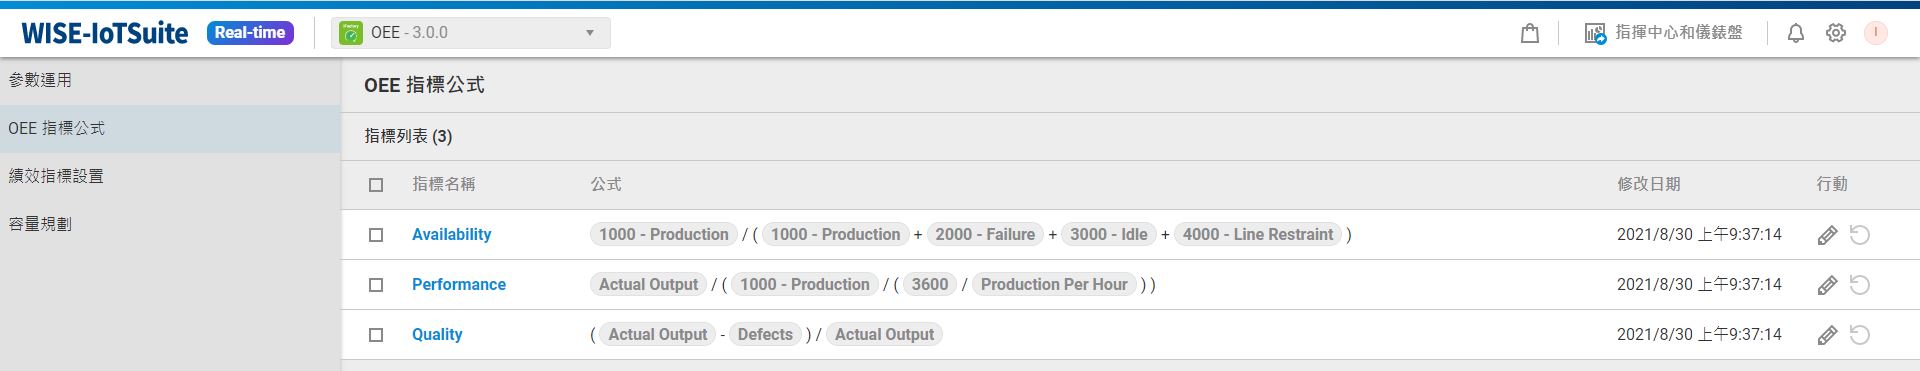 WISE-IoTSuite Real-time iFactory OEE - 3.0.0 指揮中心和儀錶盤 I
參數運用
OEE 指標公式
績效指標設置
容量規劃
OEE 指標公式
指標列表 (3)
指標名稱 公式 修改日期 行動
Availability 1000 - Production / ( 1000 - Production + 2000 - Failure + 3000 - Idle + 4000 - Line Restraint ) 2021/8/30 上午9:37:14
Performance Actual Output / ( 1000 - Production / ( 3600 / Production Per Hour ) ) 2021/8/30 上午9:37:14
Quality ( Actual Output - Defects ) / Actual Output 2021/8/30 上午9:37:14